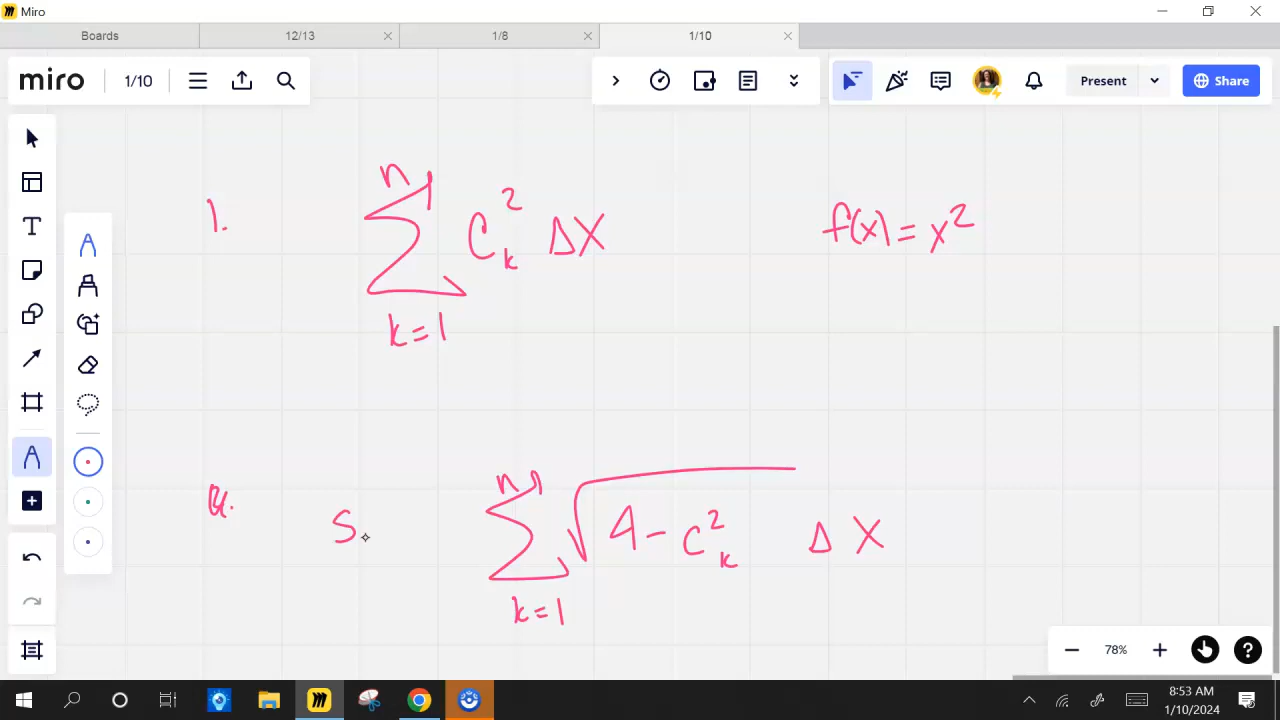 Miro
Boards
12/13
1/8
1/10
miro
1/10
Present
Share
n
1. ∑ C_k^2 ΔX
k=1
f(x) = x^2
n
S. ∑ √(4 - C_k^2) ΔX
k=1
78%
8:53 AM
1/10/2024